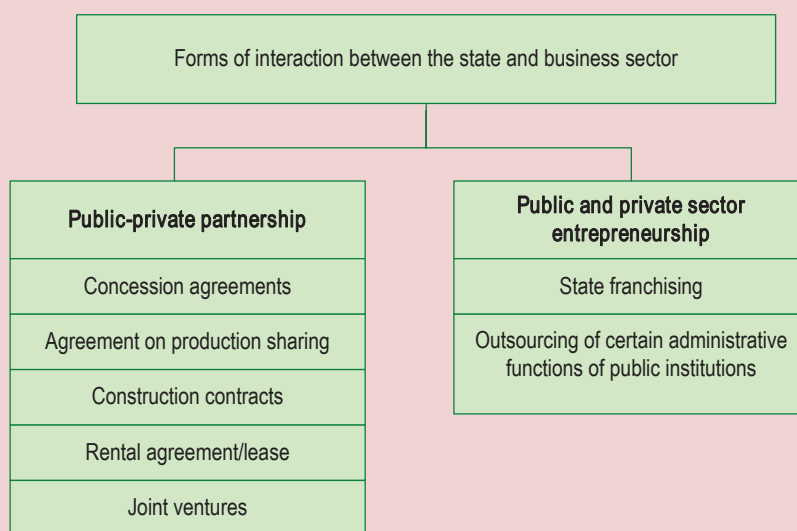 Forms of interaction between the state and business sector
Public-private partnership
Concession agreements
Agreement on production sharing
Construction contracts
Rental agreement/lease
Joint ventures
Public and private sector
entrepreneurship
State franchising
Outsourcing of certain administrative
functions of public institutions